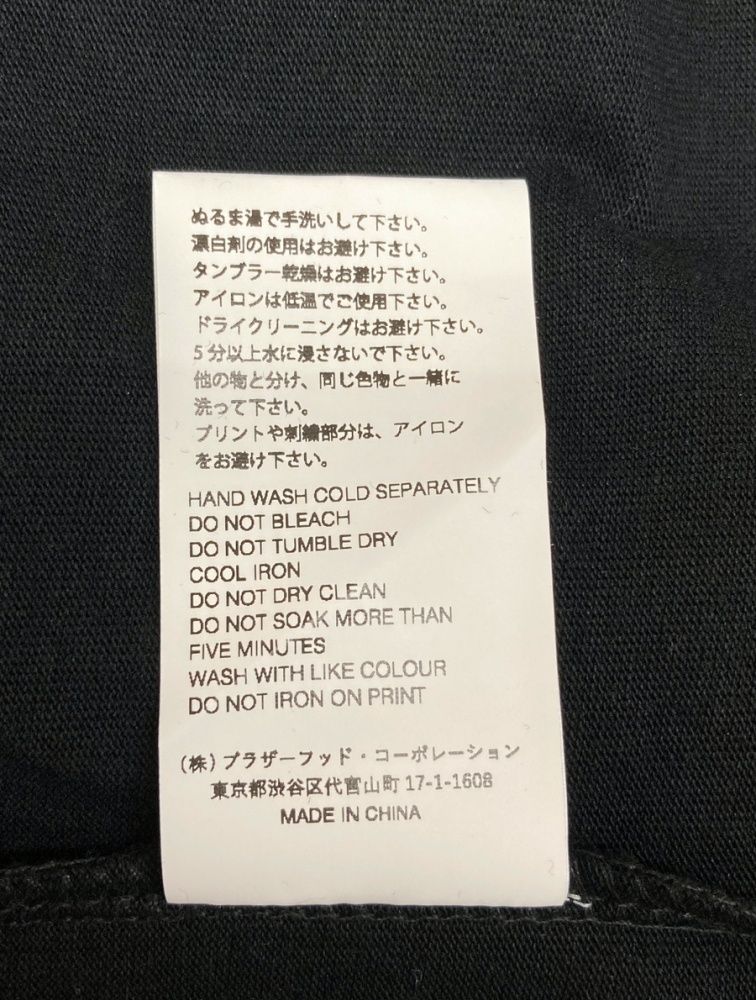 ぬるま湯で手洗いして下さい。
漂白剤の使用はお避け下さい。
タンブラー乾燥はお避け下さい。
アイロンは低温でご使用下さい。
ドライクリーニングはお避け下さい。
5分以上水に浸さないで下さい。
他の物と分け、同じ色物と一緒に
洗って下さい。
プリントや刺繍部分は、アイロン
をお避け下さい。
HAND WASH COLD SEPARATELY
DO NOT BLEACH
DO NOT TUMBLE DRY
COOL IRON
DO NOT DRY CLEAN
DO NOT SOAK MORE THAN
FIVE MINUTES
WASH WITH LIKE COLOUR
DO NOT IRON ON PRINT
(株)ブラザーフッド・コーポレーション
東京都渋谷区代官山町 17-1-1608
MADE IN CHINA
2